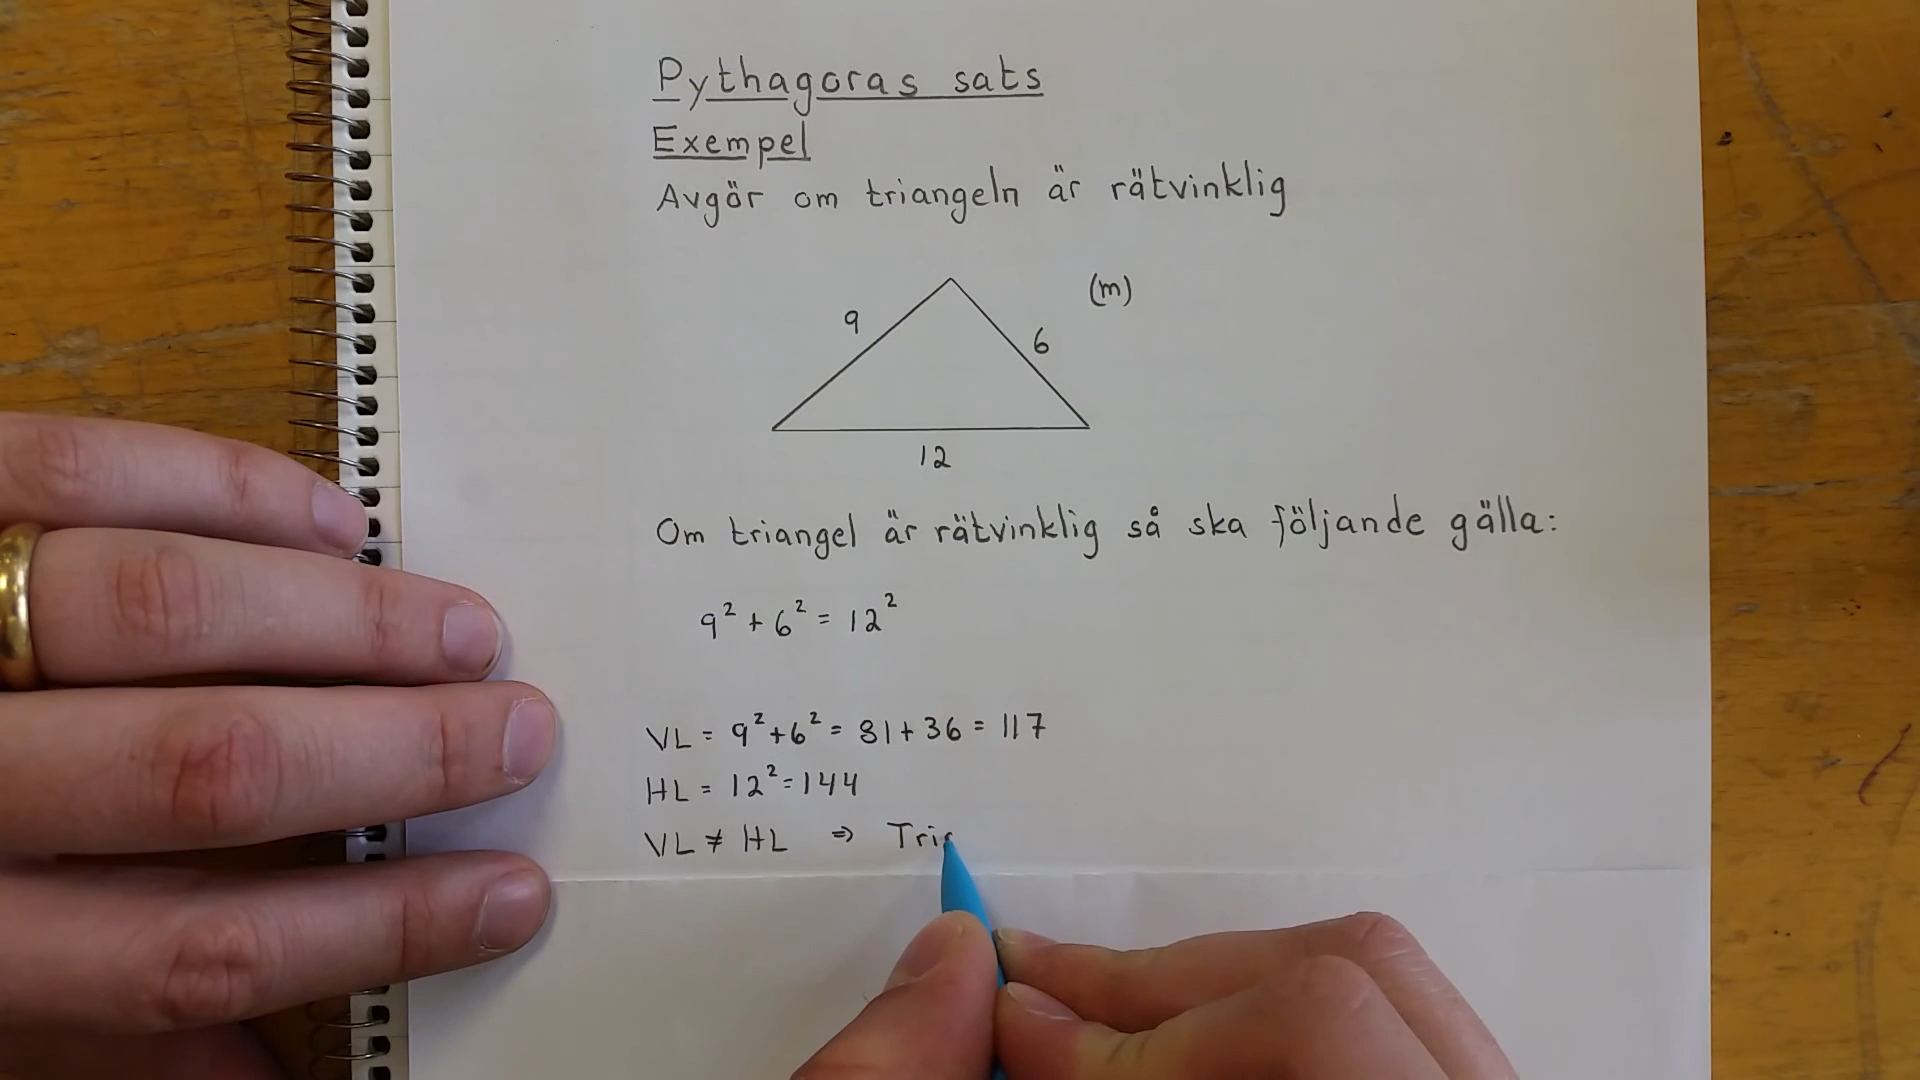 Pythagoras sats
Exempel
Avgör om triangeln är rätvinklig
(m)
9
6
12
Om triangel är rätvinklig så ska följande gälla:
9² + 6² = 12²
VL = 9² + 6² = 81 + 36 = 117
HL = 12² = 144
VL ≠ HL ⇒ Tri